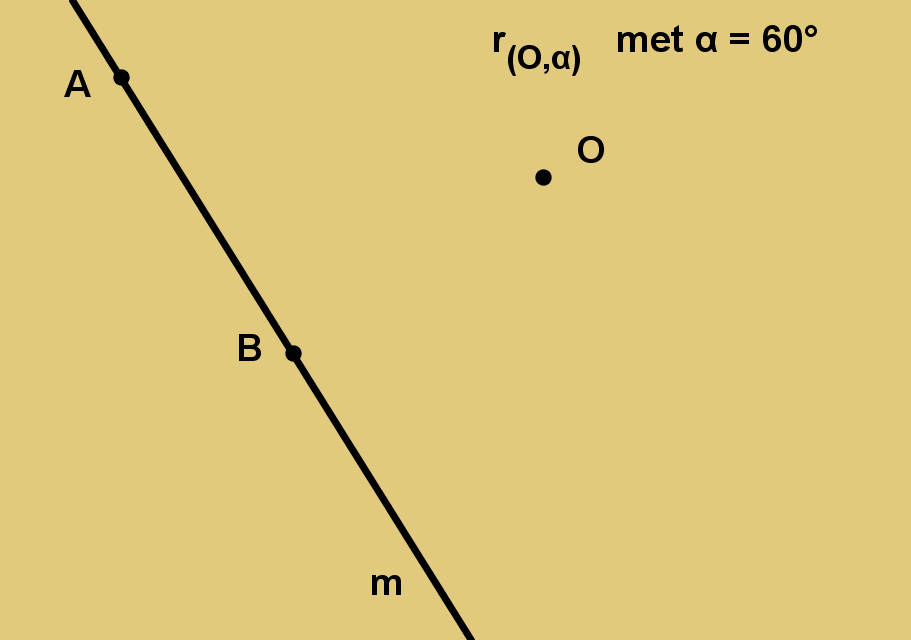 r(O,α) met α = 60°
A
O
B
m